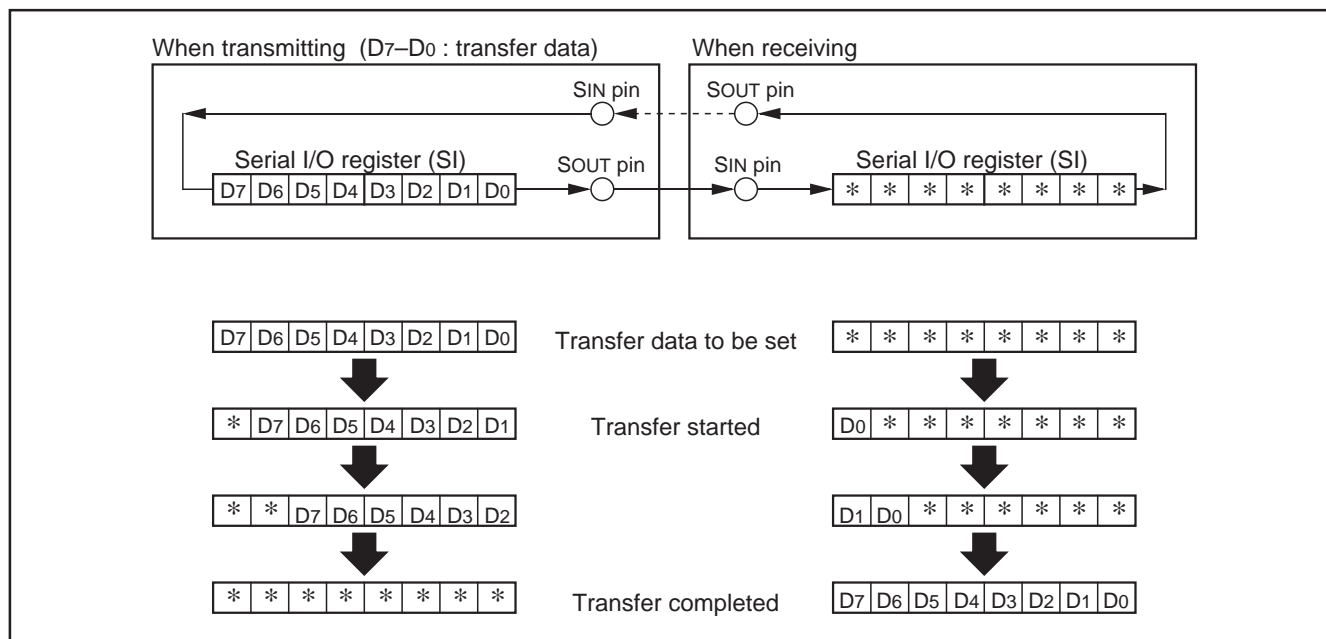 When transmitting (D7–D0 : transfer data)
When receiving
SIN pin
SOUT pin
Serial I/O register (SI)
SOUT pin
SIN pin
Serial I/O register (SI)
D7 D6 D5 D4 D3 D2 D1 D0
* * * * * * * *
D7 D6 D5 D4 D3 D2 D1 D0
Transfer data to be set
* * * * * * * *
* D7 D6 D5 D4 D3 D2 D1
Transfer started
D0 * * * * * * *
* * D7 D6 D5 D4 D3 D2
D1 D0 * * * * * *
* * * * * * * *
Transfer completed
D7 D6 D5 D4 D3 D2 D1 D0